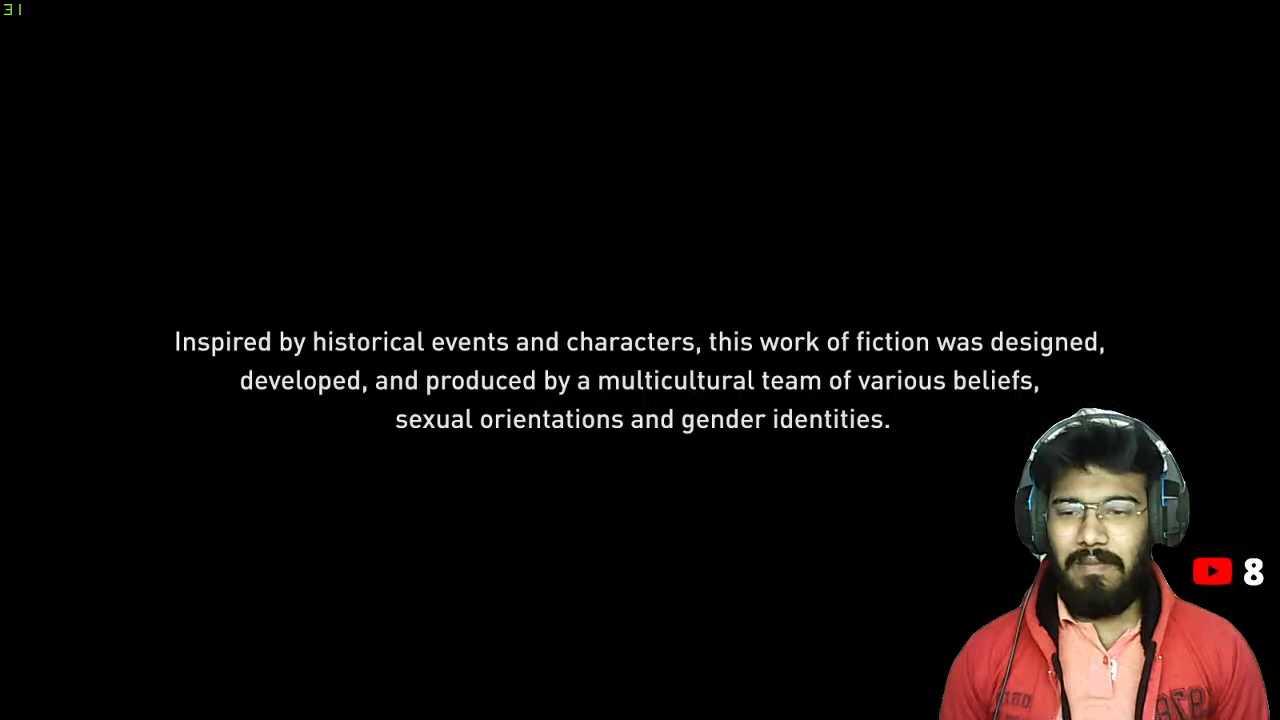 31
Inspired by historical events and characters, this work of fiction was designed,
developed, and produced by a multicultural team of various beliefs,
sexual orientations and gender identities.
8